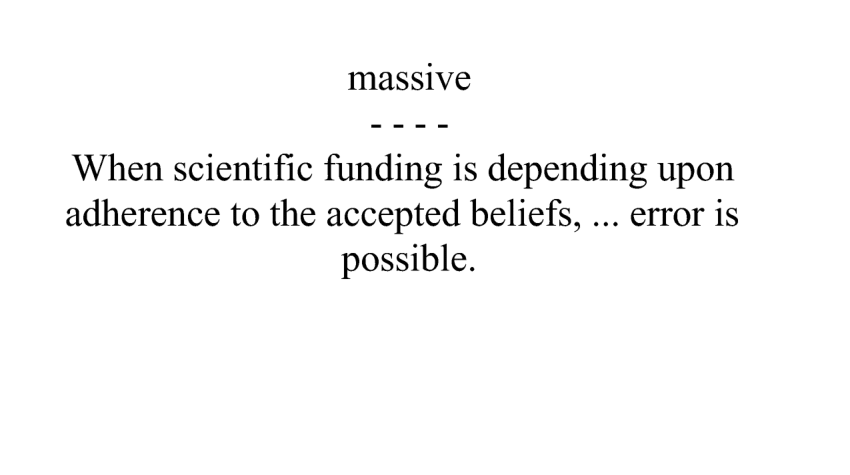 massive
- - - -
When scientific funding is depending upon
adherence to the accepted beliefs, ... error is
possible.